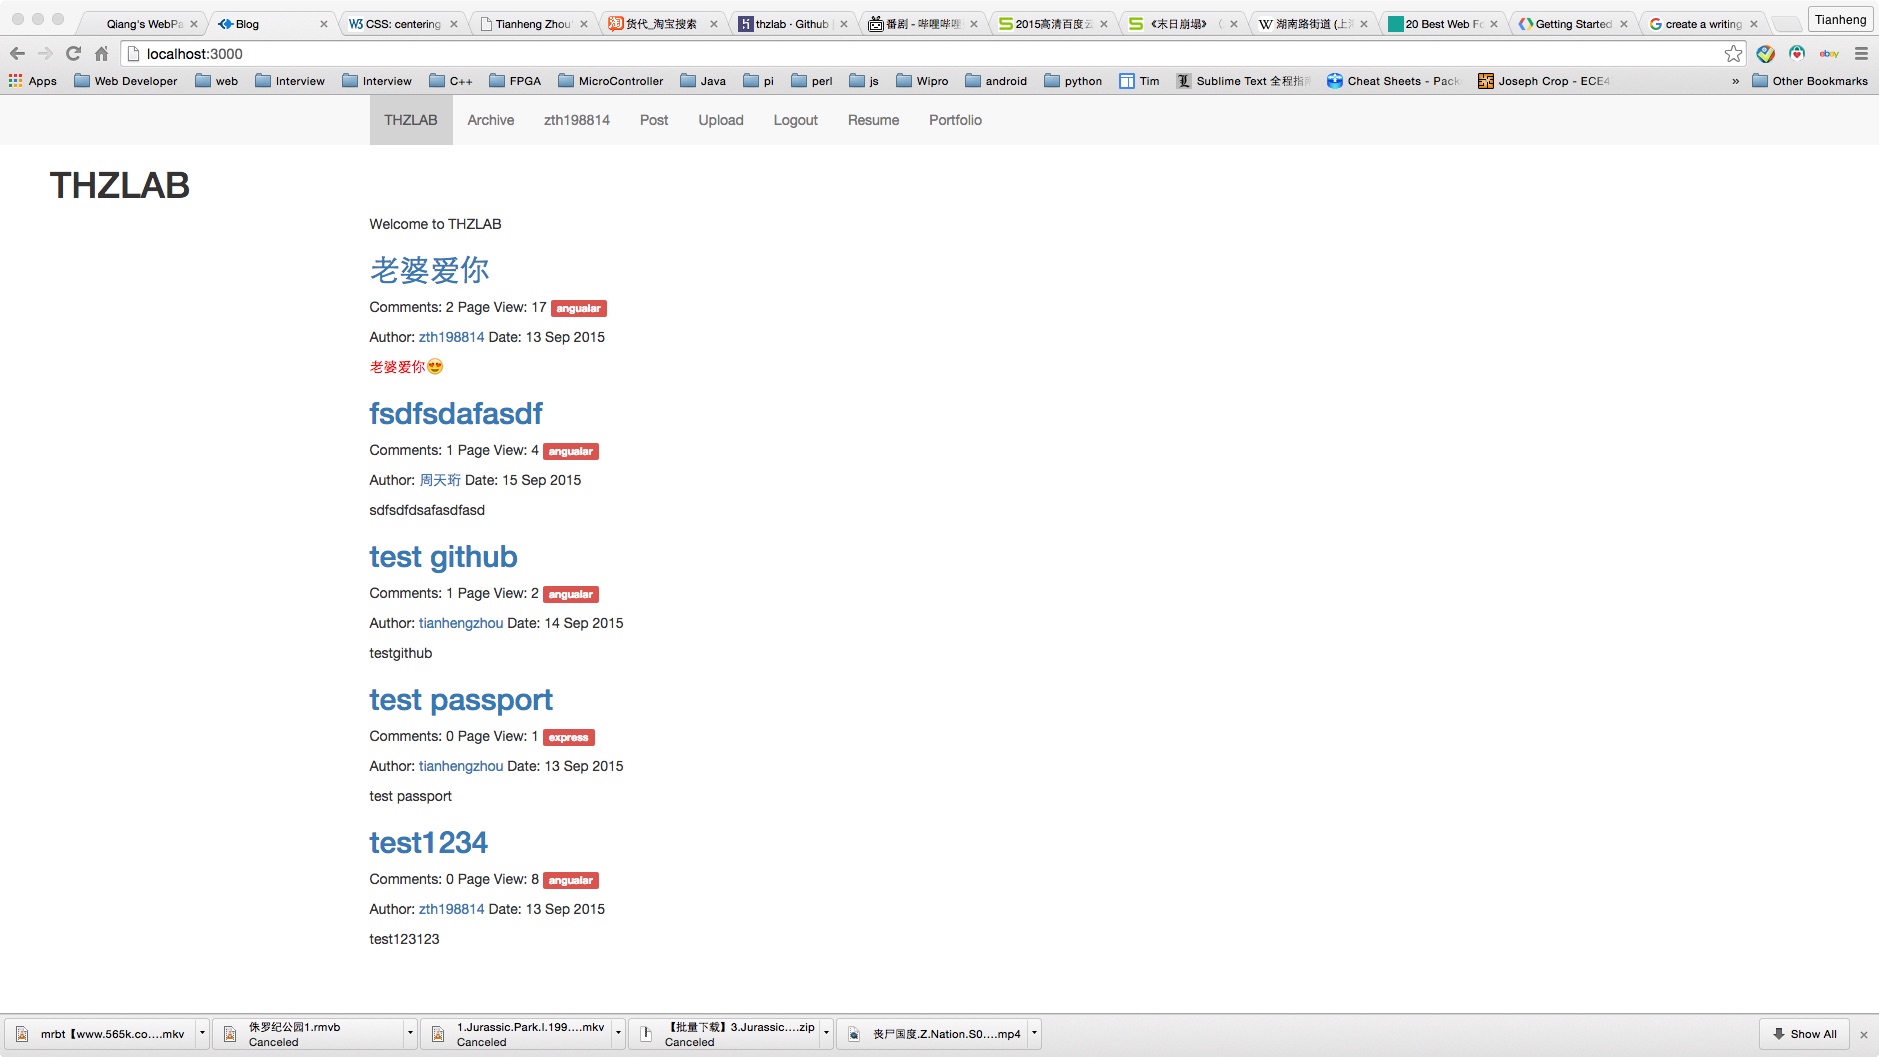 Qiang's WebPa
Blog
CSS: centering
Tianheng Zhou'
货代_淘宝搜索
thzlab · Github
番剧 - 哔哩哔哩
2015高清百度云
《末日崩塌》
湖南路街道 (上海
20 Best Web Fo
Getting Started
create a writing
Tianheng
localhost:3000
Apps
Web Developer
web
Interview
Interview
C++
FPGA
MicroController
Java
pi
perl
js
Wipro
android
python
Tim
Sublime Text 全程指南
Cheat Sheets - Pack
Joseph Crop - ECE4
»
Other Bookmarks
THZLAB
Archive
zth198814
Post
Upload
Logout
Resume
Portfolio
THZLAB
Welcome to THZLAB
老婆爱你
Comments: 2 Page View: 17 angualar
Author: zth198814 Date: 13 Sep 2015
老婆爱你😍
fsdfsdafasdf
Comments: 1 Page View: 4 angualar
Author: 周天珩 Date: 15 Sep 2015
sdfsdfdsafasdfasd
test github
Comments: 1 Page View: 2 angualar
Author: tianhengzhou Date: 14 Sep 2015
testgithub
test passport
Comments: 0 Page View: 1 express
Author: tianhengzhou Date: 13 Sep 2015
test passport
test1234
Comments: 0 Page View: 8 angualar
Author: zth198814 Date: 13 Sep 2015
test123123
mrbt【www.565k.co....mkv
侏罗纪公园1.rmvb
Canceled
1.Jurassic.Park.I.199....mkv
Canceled
【批量下载】3.Jurassic....zip
Canceled
丧尸国度.Z.Nation.S0....mp4
Show All